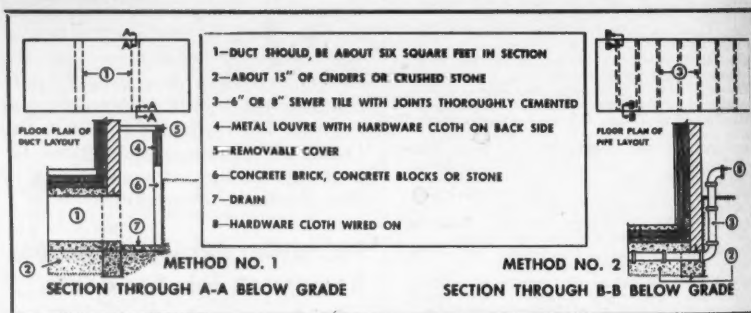 A
A
①
A
A
FLOOR PLAN OF
DUCT LAYOUT
⑤
④
⑥
①
⑦
②
METHOD NO. 1
SECTION THROUGH A-A BELOW GRADE
1—DUCT SHOULD, BE ABOUT SIX SQUARE FEET IN SECTION
2—ABOUT 15" OF CINDERS OR CRUSHED STONE
3—6" OR 8" SEWER TILE WITH JOINTS THOROUGHLY CEMENTED
4—METAL LOUVRE WITH HARDWARE CLOTH ON BACK SIDE
5—REMOVABLE COVER
6—CONCRETE BRICK, CONCRETE BLOCKS OR STONE
7—DRAIN
8—HARDWARE CLOTH WIRED ON
B
B
③
B
B
FLOOR PLAN OF
PIPE LAYOUT
⑧
③
②
METHOD NO. 2
SECTION THROUGH B-B BELOW GRADE